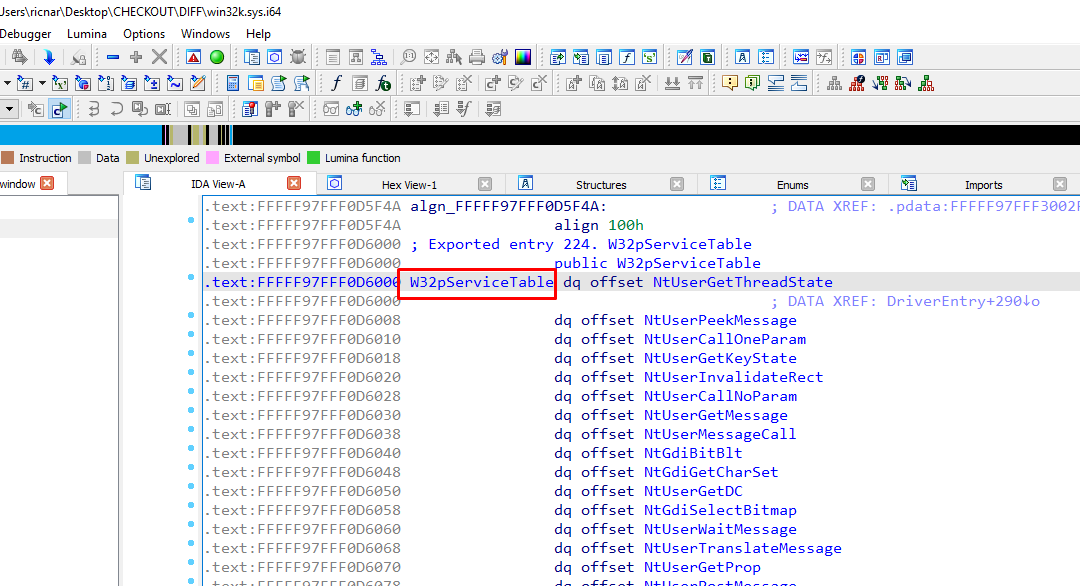 Users\ricnar\Desktop\CHECKOUT\DIFF\win32k.sys.i64
Debugger Lumina Options Windows Help
Instruction Data Unexplored External symbol Lumina function
window IDA View-A Hex View-1 Structures Enums Imports
.text:FFFFF97FFF0D5F4A algn_FFFFF97FFF0D5F4A: ; DATA XREF: .pdata:FFFFF97FFF3002
.text:FFFFF97FFF0D5F4A align 100h
.text:FFFFF97FFF0D6000 ; Exported entry 224. W32pServiceTable
.text:FFFFF97FFF0D6000 public W32pServiceTable
.text:FFFFF97FFF0D6000 W32pServiceTable dq offset NtUserGetThreadState
.text:FFFFF97FFF0D6000 ; DATA XREF: DriverEntry+290↓o
.text:FFFFF97FFF0D6008 dq offset NtUserPeekMessage
.text:FFFFF97FFF0D6010 dq offset NtUserCallOneParam
.text:FFFFF97FFF0D6018 dq offset NtUserGetKeyState
.text:FFFFF97FFF0D6020 dq offset NtUserInvalidateRect
.text:FFFFF97FFF0D6028 dq offset NtUserCallNoParam
.text:FFFFF97FFF0D6030 dq offset NtUserGetMessage
.text:FFFFF97FFF0D6038 dq offset NtUserMessageCall
.text:FFFFF97FFF0D6040 dq offset NtGdiBitBlt
.text:FFFFF97FFF0D6048 dq offset NtGdiGetCharSet
.text:FFFFF97FFF0D6050 dq offset NtUserGetDC
.text:FFFFF97FFF0D6058 dq offset NtGdiSelectBitmap
.text:FFFFF97FFF0D6060 dq offset NtUserWaitMessage
.text:FFFFF97FFF0D6068 dq offset NtUserTranslateMessage
.text:FFFFF97FFF0D6070 dq offset NtUserGetProp
.text:FFFFF97FFF0D6078 dq offset NtUserPostMessage